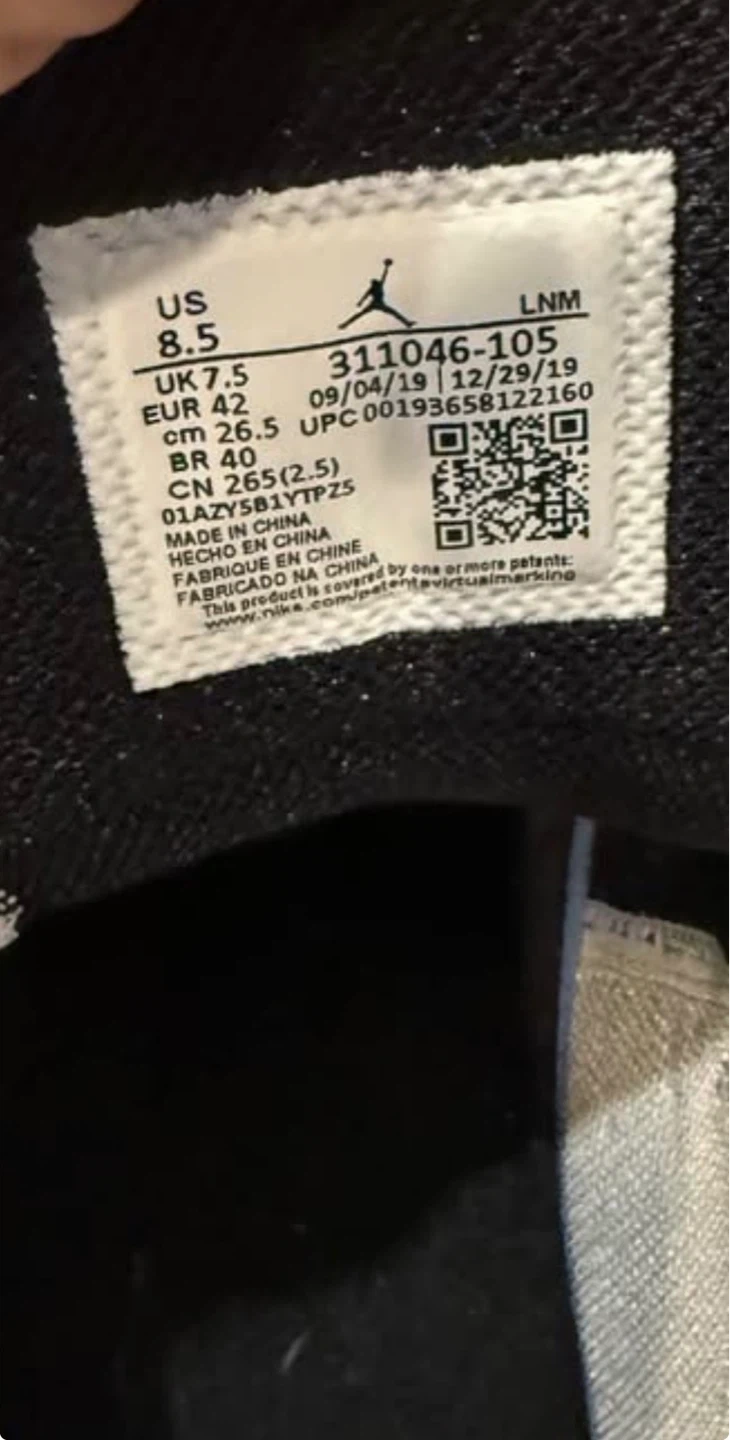 US
8.5
LNM
UK 7.5
311046-105
EUR 42
09/04/19 | 12/29/19
cm 26.5
UPC 00193658122160
BR 40
CN 265(2.5)
01AZY5B1YTPZ5
MADE IN CHINA
HECHO EN CHINA
FABRIQUE EN CHINE
FABRICADO NA CHINA
This product is covered by one or more patents:
www.nike.com/patentsvirtualmarking